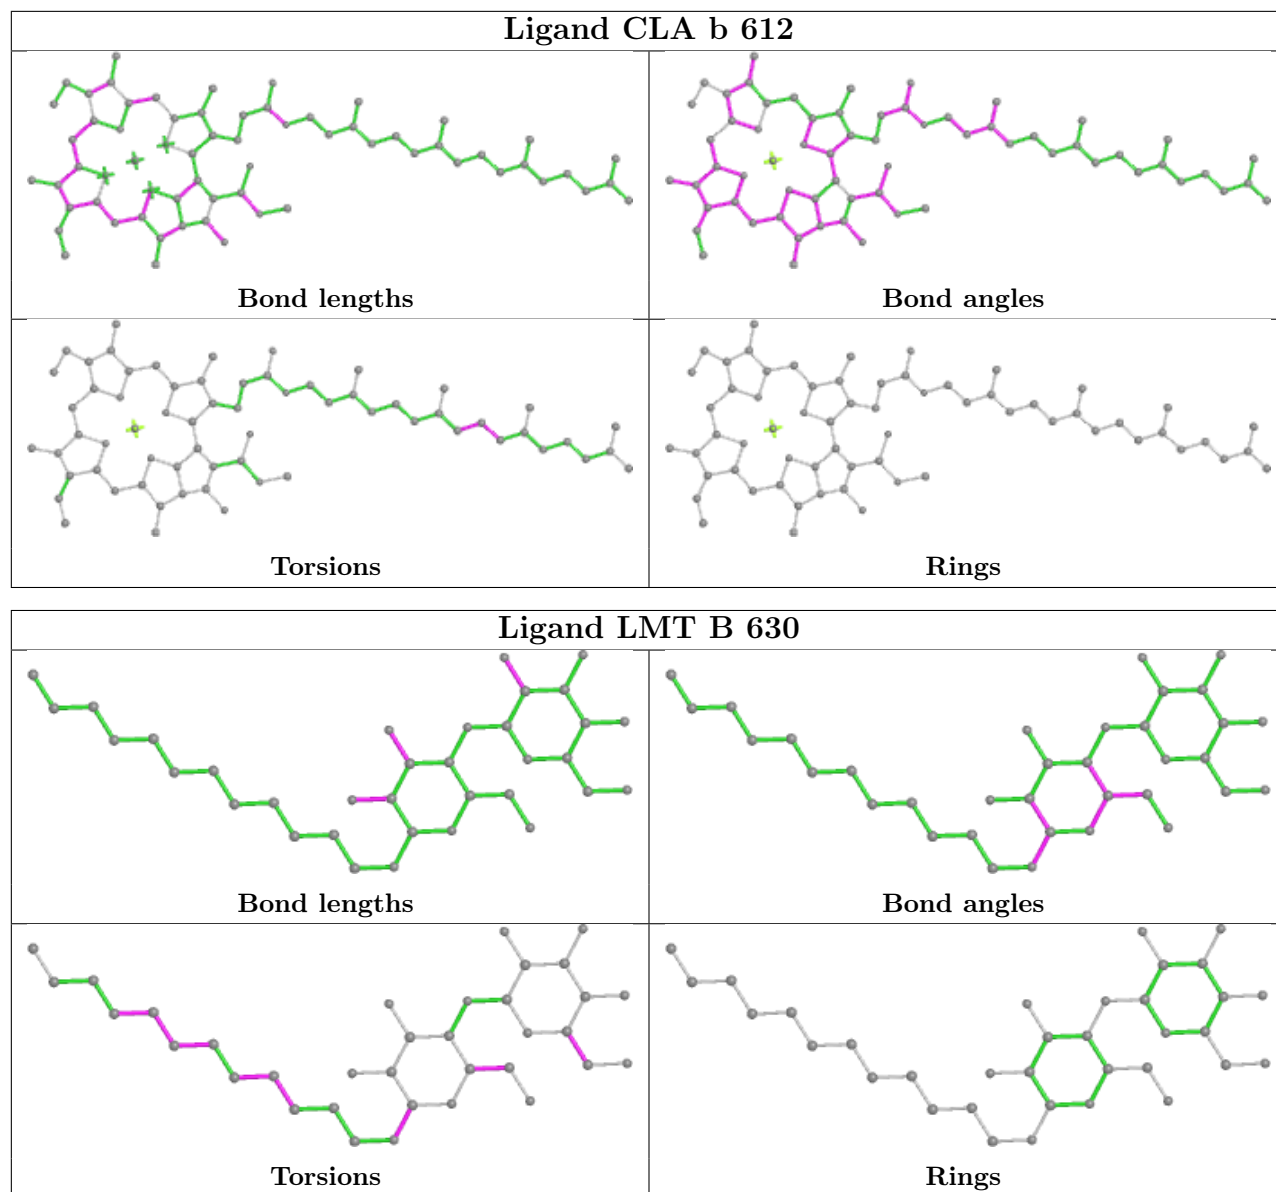 Ligand CLA b 612
Bond lengths
Bond angles
Torsions
Rings
Ligand LMT B 630
Bond lengths
Bond angles
Torsions
Rings